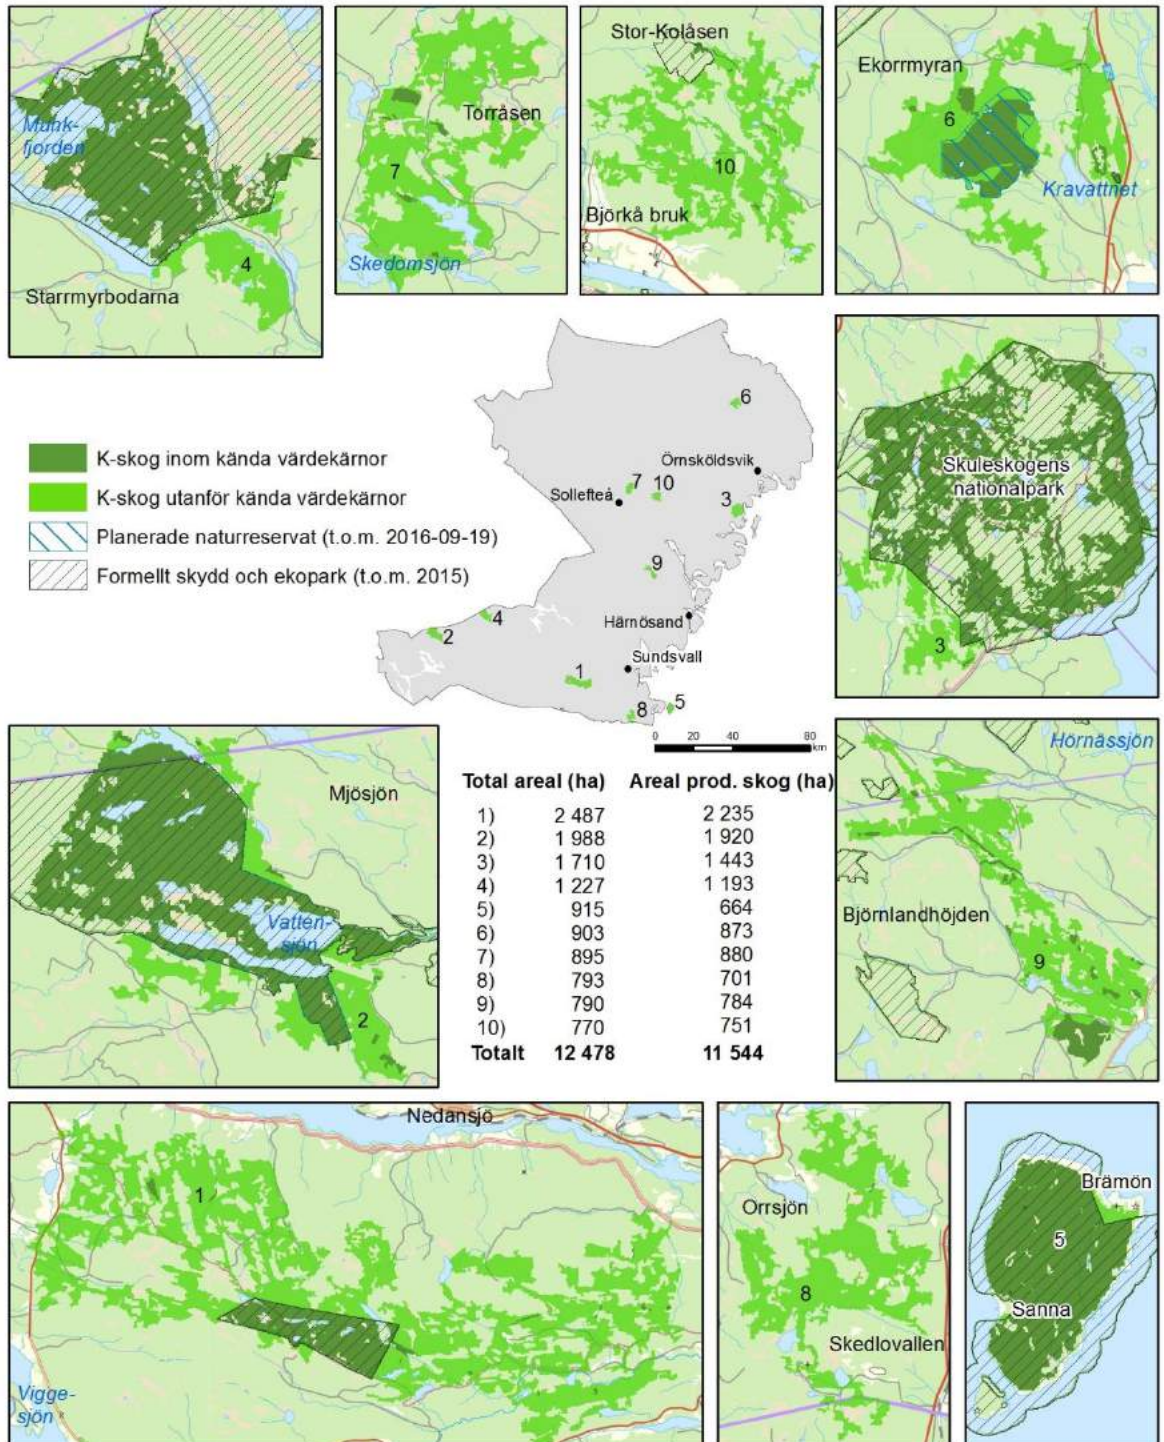 Munk-
fjorden
4
Starrmyrbodarna
Torråsen
7
Skedomsjön
Stor-Kolåsen
10
Björkå bruk
Ekorrmyran
6
Kravattnet
K-skog inom kända värdekärnor
K-skog utanför kända värdekärnor
Planerade naturreservat (t.o.m. 2016-09-19)
Formellt skydd och ekopark (t.o.m. 2015)
6
Örnsköldsvik
7
10
Sollefteå
3
9
4
Härnösand
2
Sundsvall
1
5
8
0 20 40 80
km
Skuleskogens
nationalpark
3
Mjösjön
Vatten-
sjön
2
Total areal (ha) Areal prod. skog (ha)
1) 2 487 2 235
2) 1 988 1 920
3) 1 710 1 443
4) 1 227 1 193
5) 915 664
6) 903 873
7) 895 880
8) 793 701
9) 790 784
10) 770 751
Totalt 12 478 11 544
Hörnässjön
Björnlandhöjden
9
Nedansjö
1
Vigge-
sjön
Orrsjön
8
Skedlovallen
Brämön
5
Sanna